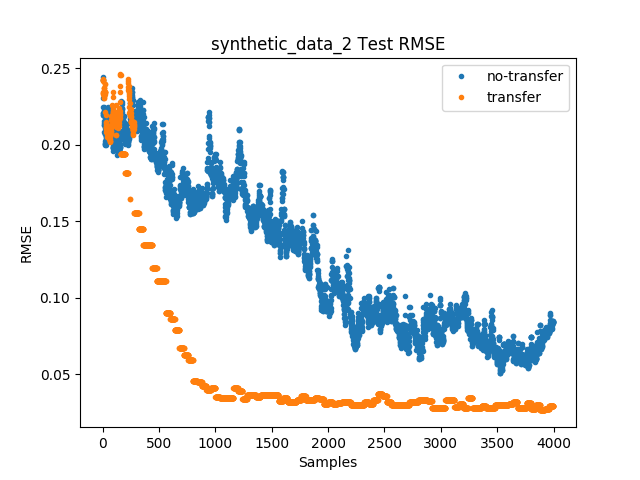 synthetic_data_2 Test RMSE
no-transfer
transfer
0.25
0.20
0.15
0.10
0.05
RMSE
0 500 1000 1500 2000 2500 3000 3500 4000
Samples